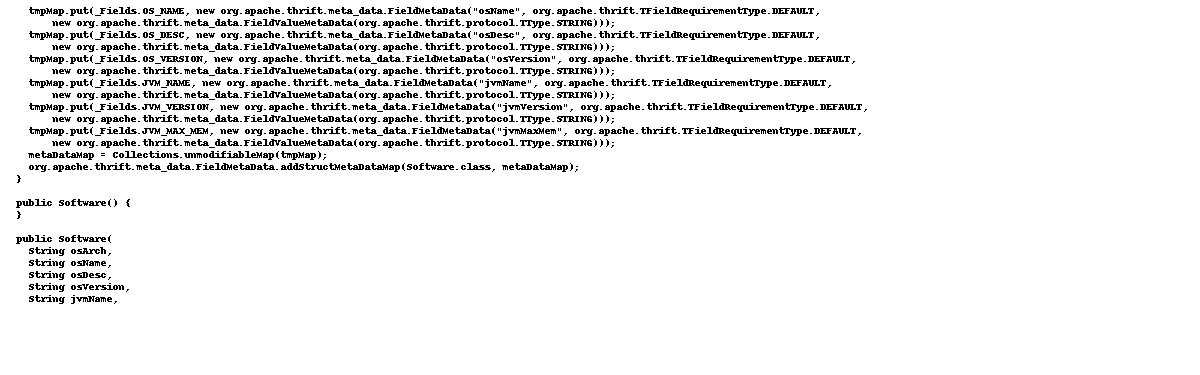 tmpMap.put(_Fields.OS_NAME, new org.apache.thrift.meta_data.FieldMetaData("osName", org.apache.thrift.TFieldRequirementType.DEFAULT,
new org.apache.thrift.meta_data.FieldValueMetaData(org.apache.thrift.protocol.TType.STRING)));
tmpMap.put(_Fields.OS_DESC, new org.apache.thrift.meta_data.FieldMetaData("osDesc", org.apache.thrift.TFieldRequirementType.DEFAULT,
new org.apache.thrift.meta_data.FieldValueMetaData(org.apache.thrift.protocol.TType.STRING)));
tmpMap.put(_Fields.OS_VERSION, new org.apache.thrift.meta_data.FieldMetaData("osVersion", org.apache.thrift.TFieldRequirementType.DEFAULT,
new org.apache.thrift.meta_data.FieldValueMetaData(org.apache.thrift.protocol.TType.STRING)));
tmpMap.put(_Fields.JVM_NAME, new org.apache.thrift.meta_data.FieldMetaData("jvmName", org.apache.thrift.TFieldRequirementType.DEFAULT,
new org.apache.thrift.meta_data.FieldValueMetaData(org.apache.thrift.protocol.TType.STRING)));
tmpMap.put(_Fields.JVM_VERSION, new org.apache.thrift.meta_data.FieldMetaData("jvmVersion", org.apache.thrift.TFieldRequirementType.DEFAULT,
new org.apache.thrift.meta_data.FieldValueMetaData(org.apache.thrift.protocol.TType.STRING)));
tmpMap.put(_Fields.JVM_MAX_MEM, new org.apache.thrift.meta_data.FieldMetaData("jvmMaxMem", org.apache.thrift.TFieldRequirementType.DEFAULT,
new org.apache.thrift.meta_data.FieldValueMetaData(org.apache.thrift.protocol.TType.STRING)));
metaDataMap = Collections.unmodifiableMap(tmpMap);
org.apache.thrift.meta_data.FieldMetaData.addStructMetaDataMap(Software.class, metaDataMap);
}
public Software() {
}
public Software(
String osArch,
String osName,
String osDesc,
String osVersion,
String jvmName,